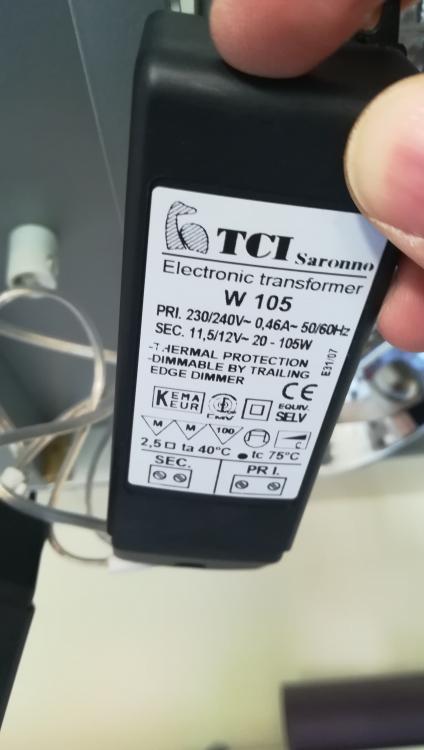 TCI Saronno
Electronic transformer
W 105
PRI. 230/240V~ 0,46A~ 50/60Hz
SEC. 11,5/12V~ 20 - 105W
-THERMAL PROTECTION
-DIMMABLE BY TRAILING
EDGE DIMMER
E31/07
CE
KEMA
KEUR
EMV
EQUIV.
SELV
M M 100
C
2,5 ta 40°C tc 75°C
SEC. PRI.